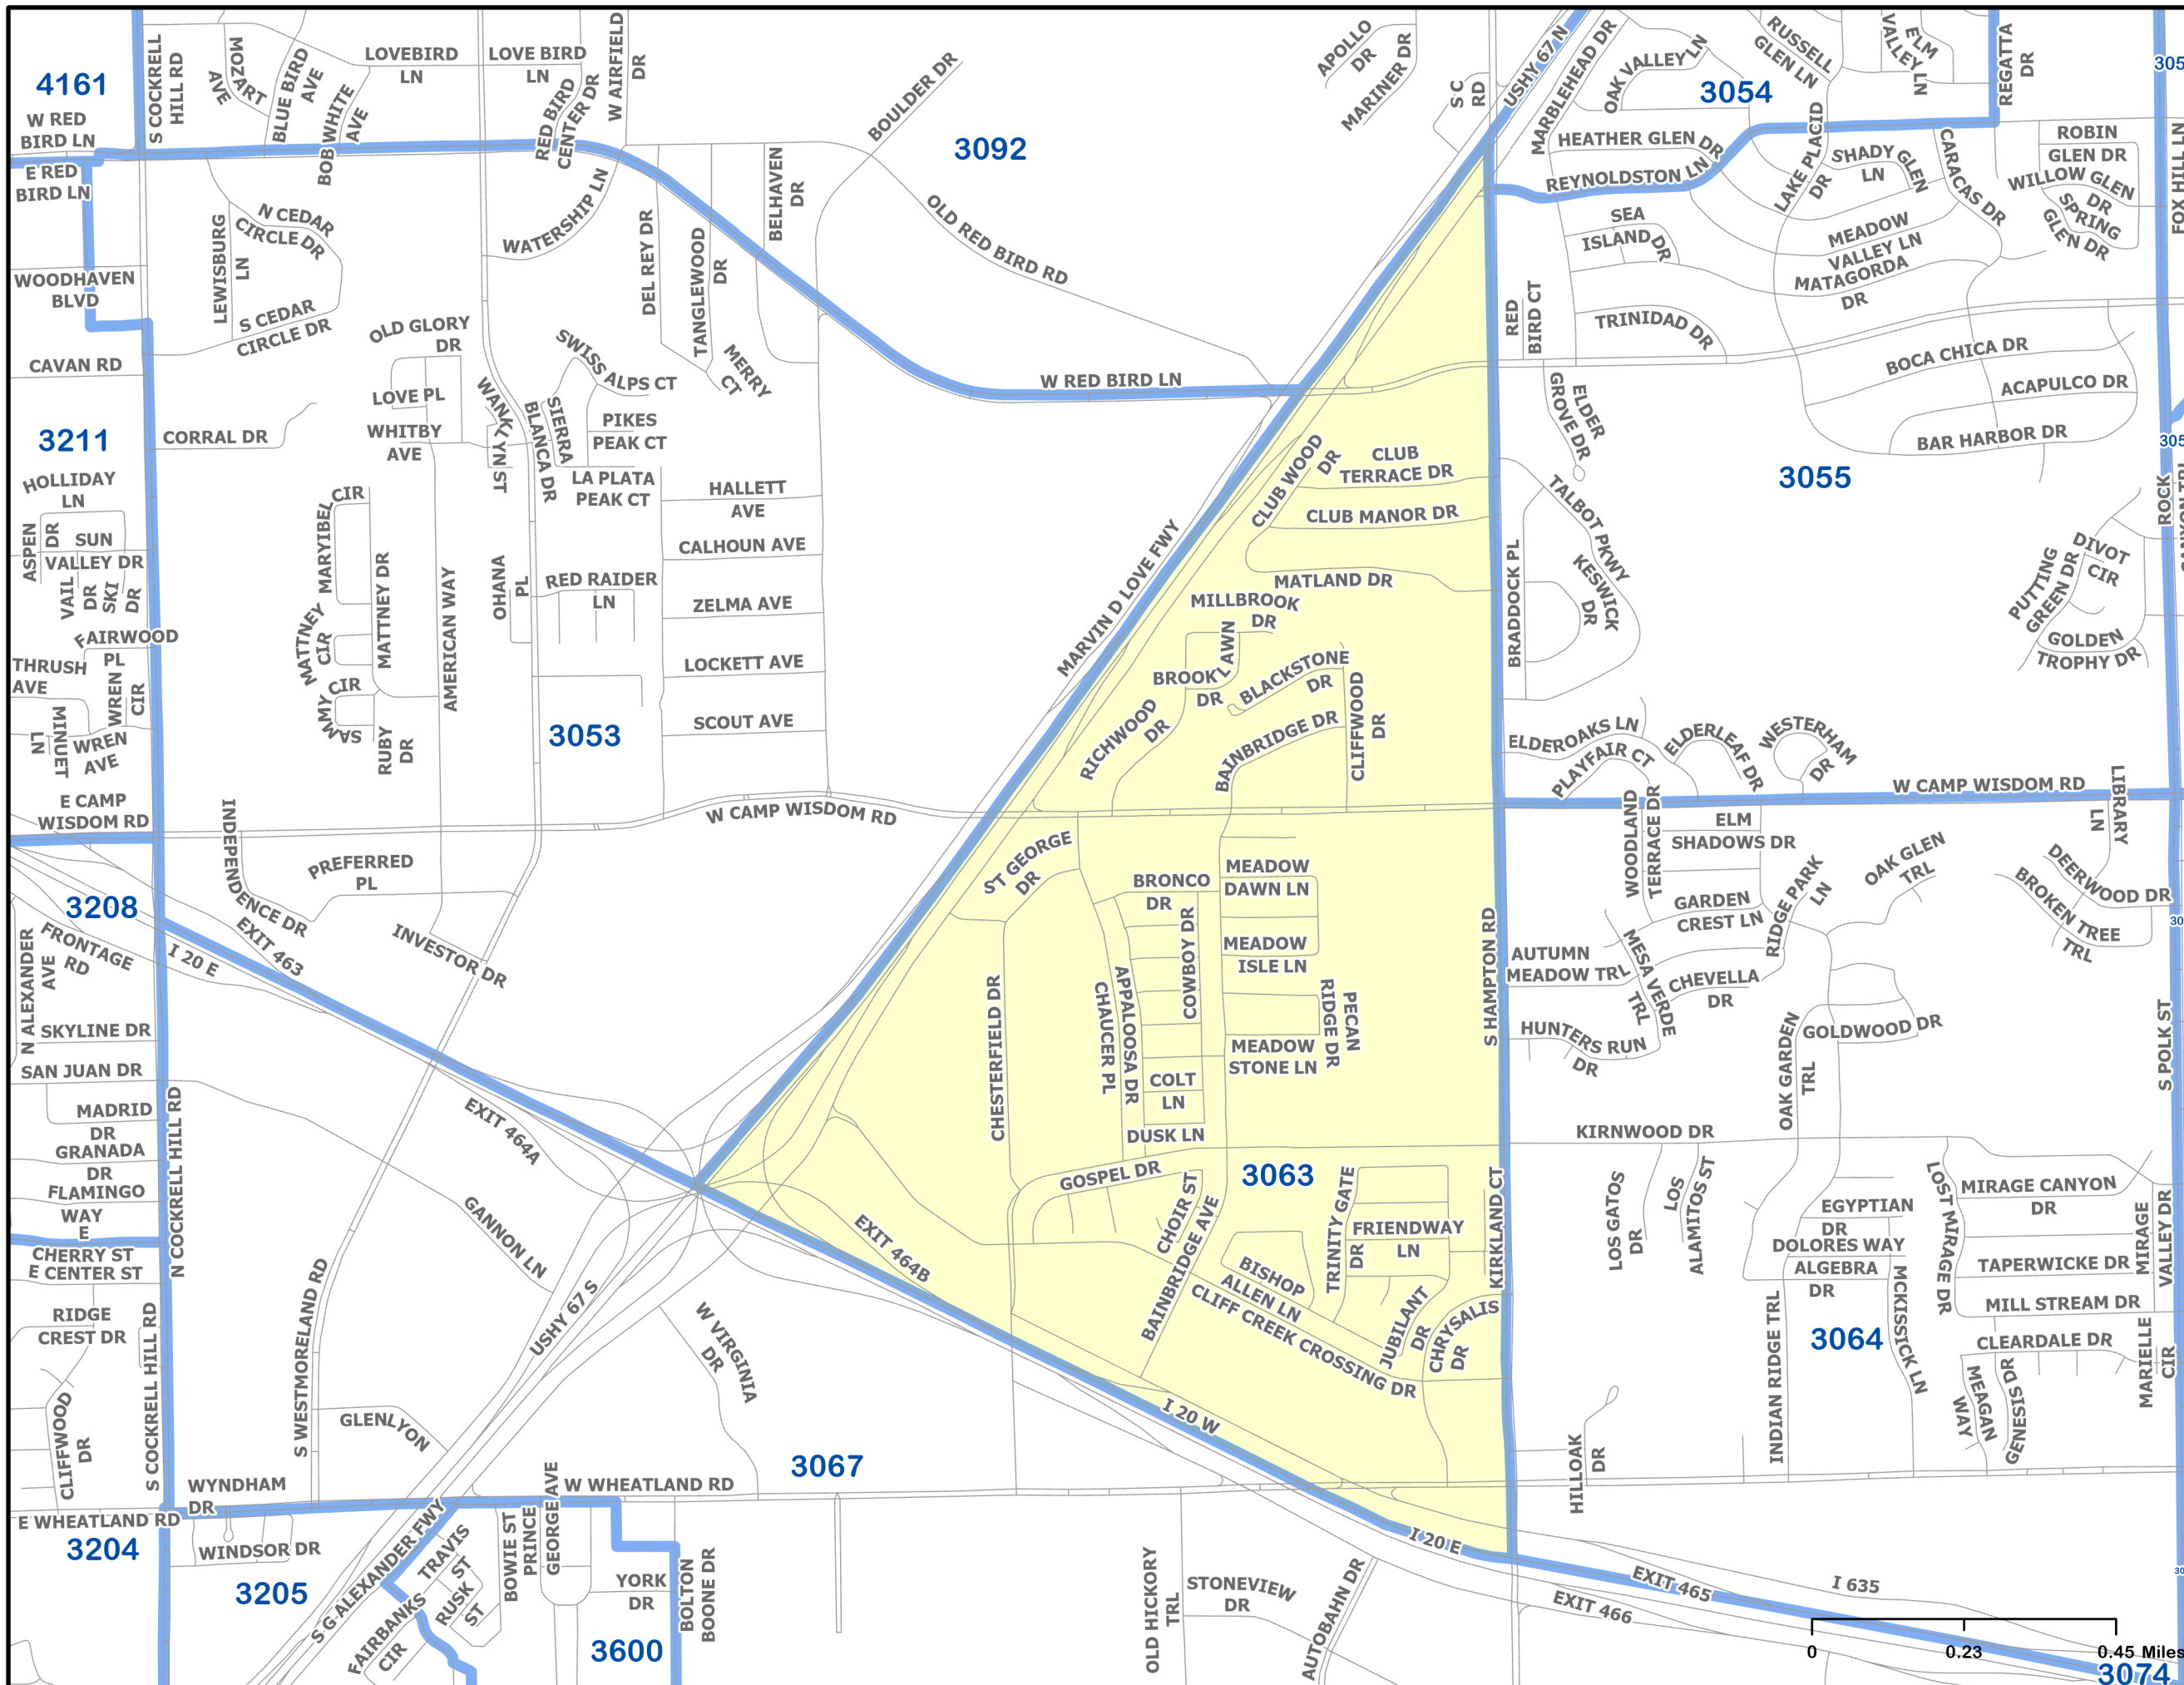 4161
W RED
BIRD LN
E RED
BIRD LN
S COCKRELL
HILL RD
MOZART
AVE
BLUE BIRD
AVE
BOB WHITE
AVE
LOVEBIRD
LN
LOVE BIRD
LN
RED BIRD
CENTER DR
W AIRFIELD
DR
BOULDER DR
3092
APOLLO
DR
MARINER DR
S C
RD
USHY 67 N
MARBLEHEAD DR
OAK VALLEY LN
RUSSELL
GLEN LN
ELM
VALLEY LN
REGATTA
DR
3054
305
HEATHER GLEN DR
REYNOLDSTON LN
LAKE PLACID
DR
SHADY GLEN
LN
CARACAS DR
ROBIN
GLEN DR
WILLOW GLEN
DR
SPRING
GLEN DR
FOX HILL LN
WOODHAVEN
BLVD
LEWISBURG
LN
N CEDAR
CIRCLE DR
S CEDAR
CIRCLE DR
WATERSHIP LN
DEL REY DR
TANGLEWOOD
DR
BELHAVEN
DR
OLD RED BIRD RD
SEA
ISLAND DR
MEADOW
VALLEY LN
MATAGORDA
DR
RED
BIRD CT
TRINIDAD DR
CAVAN RD
OLD GLORY
DR
LOVE PL
SWISS
ALPS CT
MERRY
CT
W RED BIRD LN
BOCA CHICA DR
ACAPULCO DR
BAR HARBOR DR
ELDER
GROVE DR
3211
CORRAL DR
WHITBY
AVE
WANKLYN ST
SIERRA
BLANCA DR
PIKES
PEAK CT
LA PLATA
PEAK CT
HALLETT
AVE
CLUB WOOD
DR
CLUB
TERRACE DR
CLUB MANOR DR
3055
305
ROCK
TALBOT PKWY
KESWICK
DR
BRADDOCK PL
HOLLIDAY
LN
ASPEN
DR
SUN
VALLEY DR
VAIL
DR
SKI
DR
MARYIBEL
CIR
MATTNEY DR
AMERICAN WAY
OHANA
PL
RED RAIDER
LN
CALHOUN AVE
ZELMA AVE
LOCKETT AVE
SCOUT AVE
MARVIN D LOVE FWY
MATLAND DR
MILLBROOK
DR
BROOKLAWN
DR
BLACKSTONE
DR
RICHWOOD
DR
BAINBRIDGE DR
CLIFFWOOD
DR
DIVOT
CIR
PUTTING
GREEN DR
GOLDEN
TROPHY DR
FAIRWOOD
PL
THRUSH
AVE
WREN
CIR
MINUET
LN
WREN
AVE
MATTNEY
CIR
SAMMY CIR
RUBY
DR
3053
ELDEROAKS LN
PLAYFAIR CT
ELDERLEAF DR
WESTERHAM
DR
E CAMP
WISDOM RD
W CAMP WISDOM RD
W CAMP WISDOM RD
LIBRARY
LN
INDEPENDENCE DR
PREFERRED
PL
INVESTOR DR
3208
FRONTAGE
RD
I 20 E
EXIT 463
N ALEXANDER
AVE
SKYLINE DR
SAN JUAN DR
MADRID
DR
GRANADA
DR
FLAMINGO
WAY
E
CHERRY ST
E CENTER ST
N COCKRELL HILL RD
ST GEORGE
DR
CHESTERFIELD DR
CHAUCER PL
APPALOOSA DR
COWBOY DR
BRONCO
DR
MEADOW
DAWN LN
MEADOW
ISLE LN
PECAN
RIDGE DR
MEADOW
STONE LN
COLT
LN
DUSK LN
GOSPEL DR
3063
S HAMPTON RD
WOODLAND
TERRACE DR
ELM
SHADOWS DR
GARDEN
CREST LN
RIDGE PARK
LN
OAK GLEN
TRL
DEERWOOD DR
BROKEN TREE
TRL
30
AUTUMN
MEADOW TRL
MESA VERDE
TRL
CHEVELLA
DR
HUNTERS RUN
DR
GOLDWOOD DR
OAK GARDEN
TRL
S POLK ST
KIRNWOOD DR
EXIT 464A
GANNON LN
USHY 67 S
EXIT 464B
W VIRGINIA
DR
CHOIR ST
BAINBRIDGE AVE
TRINITY GATE
DR
FRIENDWAY
LN
BISHOP
ALLEN LN
CLIFF CREEK CROSSING DR
JUBILANT
DR
CHRYSALIS
DR
KIRKLAND CT
LOS GATOS
DR
LOS
ALAMITOS ST
EGYPTIAN
DR
DOLORES WAY
ALGEBRA
DR
LOST MIRAGE DR
MIRAGE CANYON
DR
MIRAGE
VALLEY DR
TAPERWICKE DR
MILL STREAM DR
CLEARDALE DR
MARIELLE
CIR
MEAGAN
WAY
GENESIS DR
MCKISSICK LN
3064
INDIAN RIDGE TRL
HILLOAK
DR
RIDGE
CREST DR
CLIFFWOOD
DR
S COCKRELL HILL RD
S WESTMORELAND RD
GLENLYON
WYNDHAM
DR
E WHEATLAND RD
3204
WINDSOR DR
3205
S G ALEXANDER FWY
TRAVIS
ST
RUSK
ST
FAIRBANKS
CIR
BOWIE ST
PRINCE
GEORGE AVE
W WHEATLAND RD
YORK
DR
BOLTON
BOONE DR
3600
3067
I 20 W
I 20 E
OLD HICKORY
TRL
STONEVIEW
DR
AUTOBAHN DR
EXIT 465
EXIT 466
I 635
30
0
0.23
0.45 Miles
3074